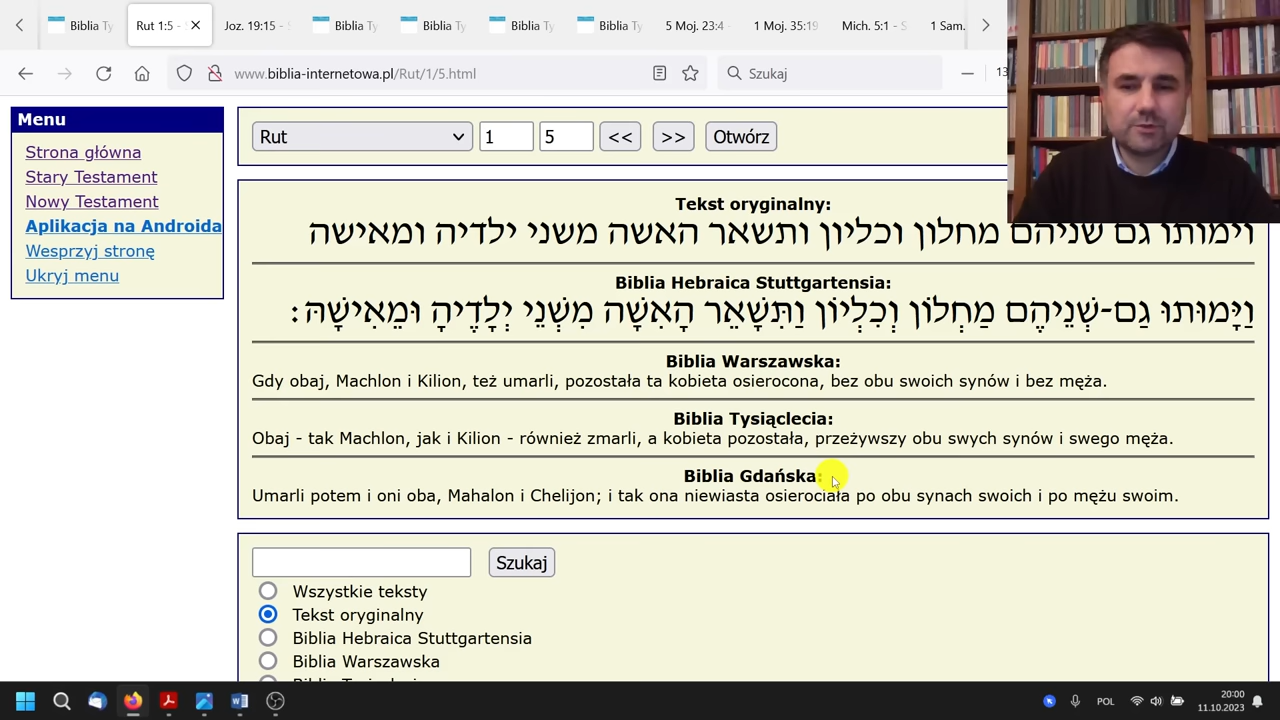 Biblia Ty
Rut 1:5 -
Joz. 19:15 -
Biblia Ty
Biblia Ty
Biblia Ty
Biblia Ty
5 Moj. 23:4
1 Moj. 35:19
Mich. 5:1 - S
1 Sam.
www.biblia-internetowa.pl/Rut/1/5.html
Szukaj
13
Menu
Strona główna
Stary Testament
Nowy Testament
Aplikacja na Androida
Wesprzyj stronę
Ukryj menu
Rut 1 5 << >> Otwórz
Tekst oryginalny:
וימותו גם שניהם מחלון וכליון ותשאר האשה משני ילדיה ומאישה
Biblia Hebraica Stuttgartensia:
וַיָּמוּתוּ גַם־שְׁנֵיהֶם מַחְלוֹן וְכִלְיוֹן וַתִּשָּׁאֵר הָאִשָּׁה מִשְּׁנֵי יְלָדֶיהָ וּמֵאִישָׁהּ׃
Biblia Warszawska:
Gdy obaj, Machlon i Kilion, też umarli, pozostała ta kobieta osierocona, bez obu swoich synów i bez męża.
Biblia Tysiąclecia:
Obaj - tak Machlon, jak i Kilion - również zmarli, a kobieta pozostała, przeżywszy obu swych synów i swego męża.
Biblia Gdańska:
Umarli potem i oni oba, Mahalon i Chelijon; i tak ona niewiasta osierociała po obu synach swoich i po mężu swoim.
Szukaj
Wszystkie teksty
Tekst oryginalny
Biblia Hebraica Stuttgartensia
Biblia Warszawska
POL
20:00
11.10.2023